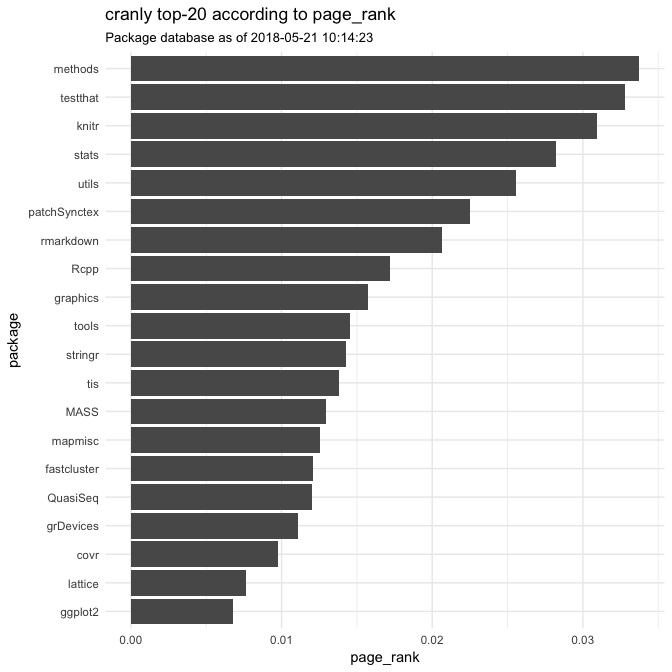 cranly top-20 according to page_rank
Package database as of 2018-05-21 10:14:23
package
methods
testthat
knitr
stats
utils
patchSynctex
rmarkdown
Rcpp
graphics
tools
stringr
tis
MASS
mapmisc
fastcluster
QuasiSeq
grDevices
covr
lattice
ggplot2
0.00 0.01 0.02 0.03
page_rank